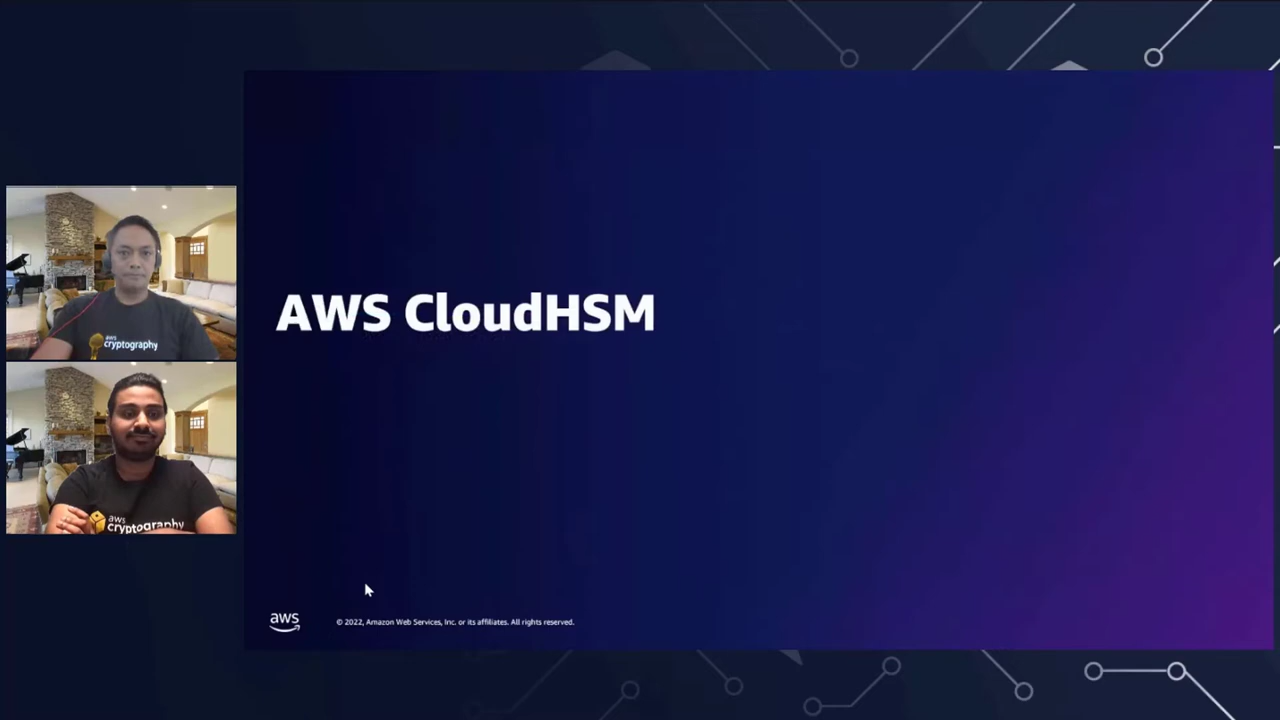 AWS CloudHSM
aws
cryptography
aws
cryptography
aws
© 2022, Amazon Web Services, Inc. or its affiliates. All rights reserved.